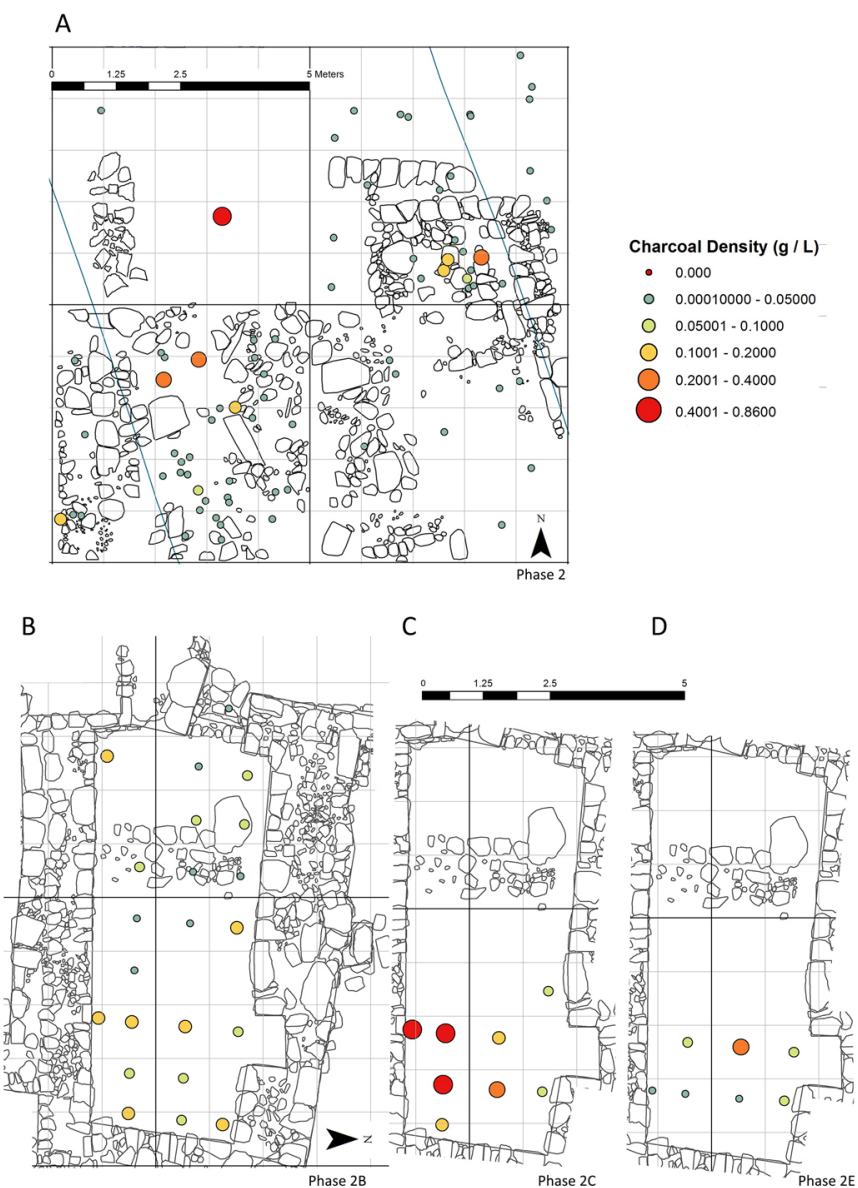 A
0 1.25 2.5 5 Meters
Charcoal Density (g / L)
0.000
0.00010000 - 0.05000
0.05001 - 0.1000
0.1001 - 0.2000
0.2001 - 0.4000
0.4001 - 0.8600
N
Phase 2
B C D
0 1.25 2.5 5
N
Phase 2B Phase 2C Phase 2E